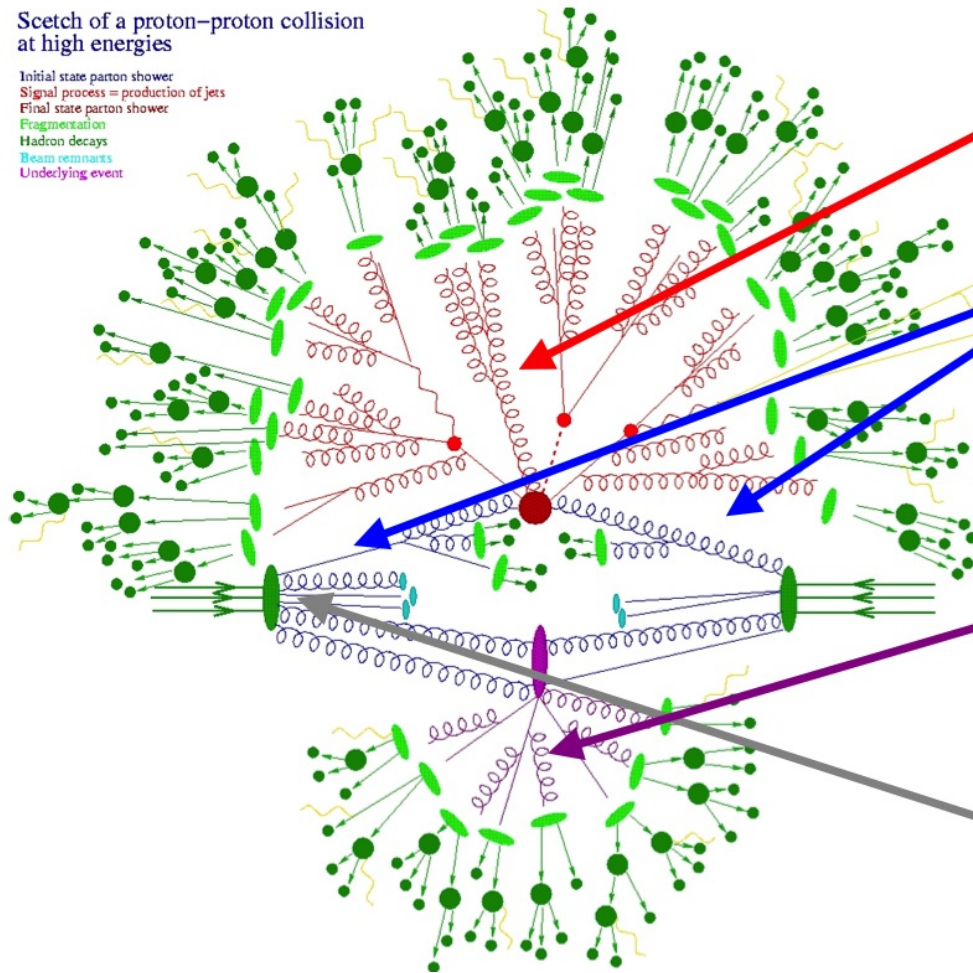 Scetch of a proton-proton collision
at high energies
Initial state parton shower
Signal process = production of jets
Final state parton shower
Fragmentation
Hadron decays
Beam remnants
Underlying event